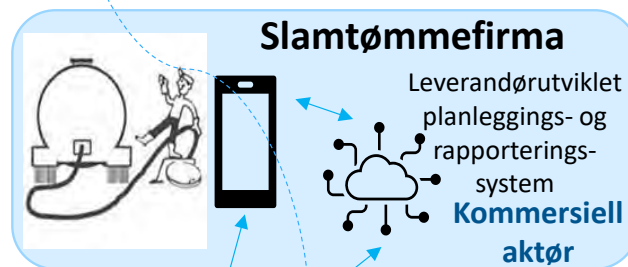 Slamtømmefirma
Leverandørutviklet
planleggings- og
rapporterings-
system
Kommersiell
aktør